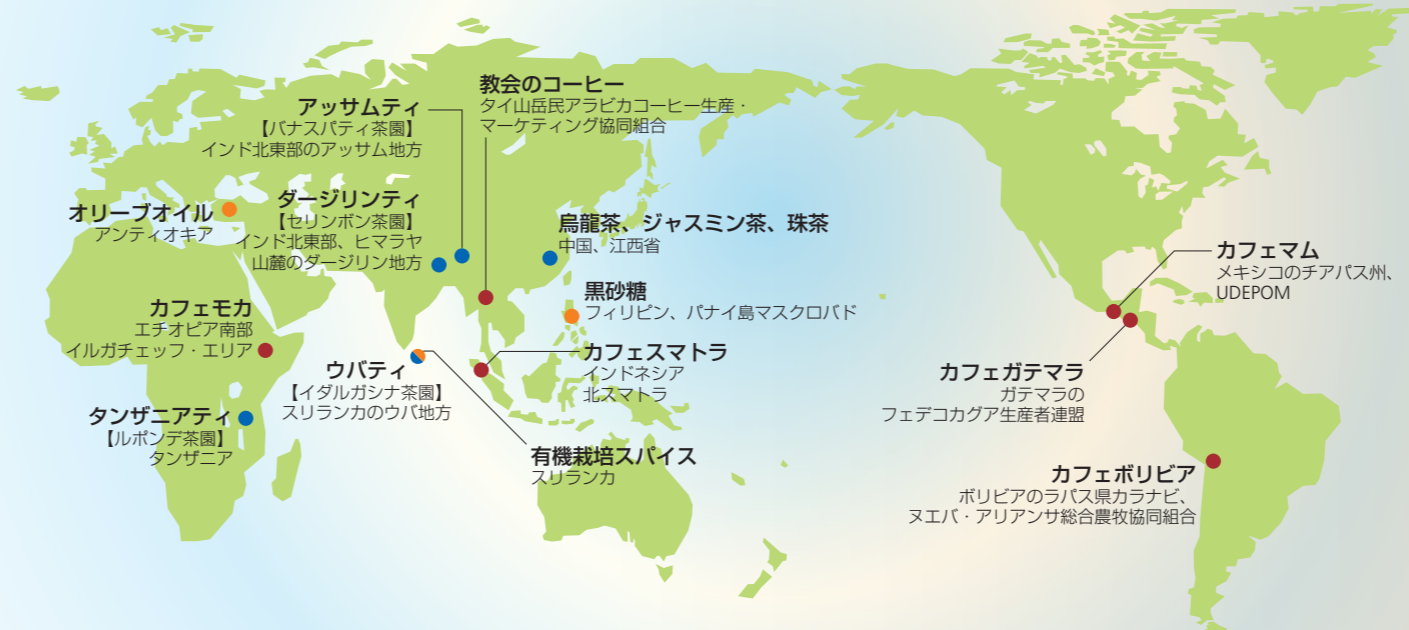 教会のコーヒー
タイ山岳民アラビカコーヒー生産・
マーケティング協同組合
アッサムティ
【バナスパティ茶園】
インド北東部のアッサム地方
ダージリンティ
【セリンボン茶園】
インド北東部、ヒマラヤ
山麓のダージリン地方
オリーブオイル
アンティオキア
烏龍茶、ジャスミン茶、珠茶
中国、江西省
黒砂糖
フィリピン、パナイ島マスクロバド
カフェモカ
エチオピア南部
イルガチェッフ・エリア
カフェスマトラ
インドネシア
北スマトラ
ウバティ
【イダルガシナ茶園】
スリランカのウバ地方
タンザニアティ
【ルポンデ茶園】
タンザニア
有機栽培スパイス
スリランカ
カフェマム
メキシコのチアパス州、
UDEPOM
カフェガテマラ
ガテマラの
フェデコカグア生産者連盟
カフェボリビア
ボリビアのラパス県カラナビ、
ヌエバ・アリアンサ総合農牧協同組合